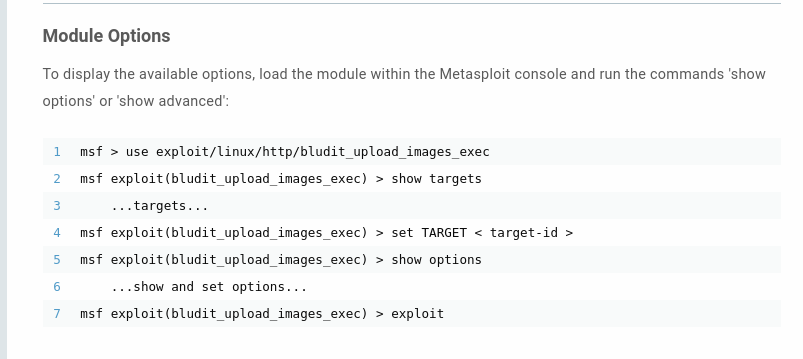 Module Options
To display the available options, load the module within the Metasploit console and run the commands 'show
options' or 'show advanced':
1 msf > use exploit/linux/http/bludit_upload_images_exec
2 msf exploit(bludit_upload_images_exec) > show targets
3 ...targets...
4 msf exploit(bludit_upload_images_exec) > set TARGET < target-id >
5 msf exploit(bludit_upload_images_exec) > show options
6 ...show and set options...
7 msf exploit(bludit_upload_images_exec) > exploit